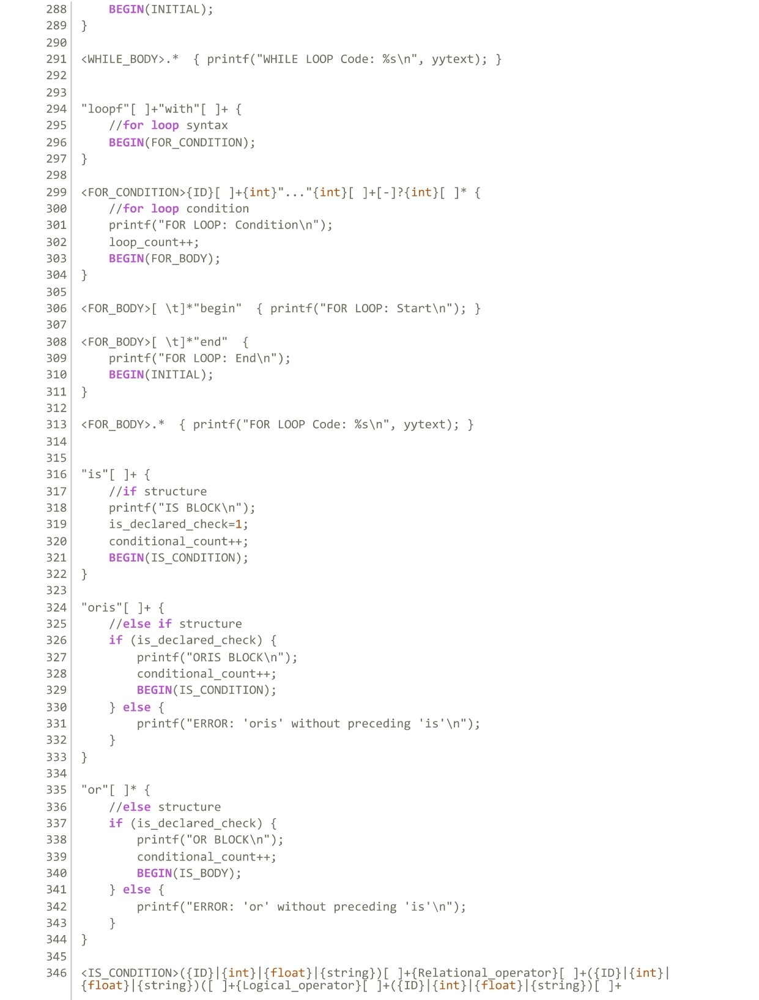 288 BEGIN(INITIAL);
289 }
290
291 <WHILE_BODY>.*  { printf("WHILE LOOP Code: %s\n", yytext); }
292
293
294 "loopf"[ ]+"with"[ ]+ {
295     //for loop syntax
296     BEGIN(FOR_CONDITION);
297 }
298
299 <FOR_CONDITION>{ID}[ ]+{int}"..."{int}[ ]+[-]?{int}[ ]* {
300     //for loop condition
301     printf("FOR LOOP: Condition\n");
302     loop_count++;
303     BEGIN(FOR_BODY);
304 }
305
306 <FOR_BODY>[ \t]*"begin"  { printf("FOR LOOP: Start\n"); }
307
308 <FOR_BODY>[ \t]*"end"  {
309     printf("FOR LOOP: End\n");
310     BEGIN(INITIAL);
311 }
312
313 <FOR_BODY>.*  { printf("FOR LOOP Code: %s\n", yytext); }
314
315
316 "is"[ ]+ {
317     //if structure
318     printf("IS BLOCK\n");
319     is_declared_check=1;
320     conditional_count++;
321     BEGIN(IS_CONDITION);
322 }
323
324 "oris"[ ]+ {
325     //else if structure
326     if (is_declared_check) {
327         printf("ORIS BLOCK\n");
328         conditional_count++;
329         BEGIN(IS_CONDITION);
330     } else {
331         printf("ERROR: 'oris' without preceding 'is'\n");
332     }
333 }
334
335 "or"[ ]* {
336     //else structure
337     if (is_declared_check) {
338         printf("OR BLOCK\n");
339         conditional_count++;
340         BEGIN(IS_BODY);
341     } else {
342         printf("ERROR: 'or' without preceding 'is'\n");
343     }
344 }
345
346 <IS_CONDITION>({ID}|{int}|{float}|{string})[ ]+{Relational_operator}[ ]+({ID}|{int}|
{float}|{string})([ ]+{Logical_operator}[ ]+({ID}|{int}|{float}|{string})[ ]+